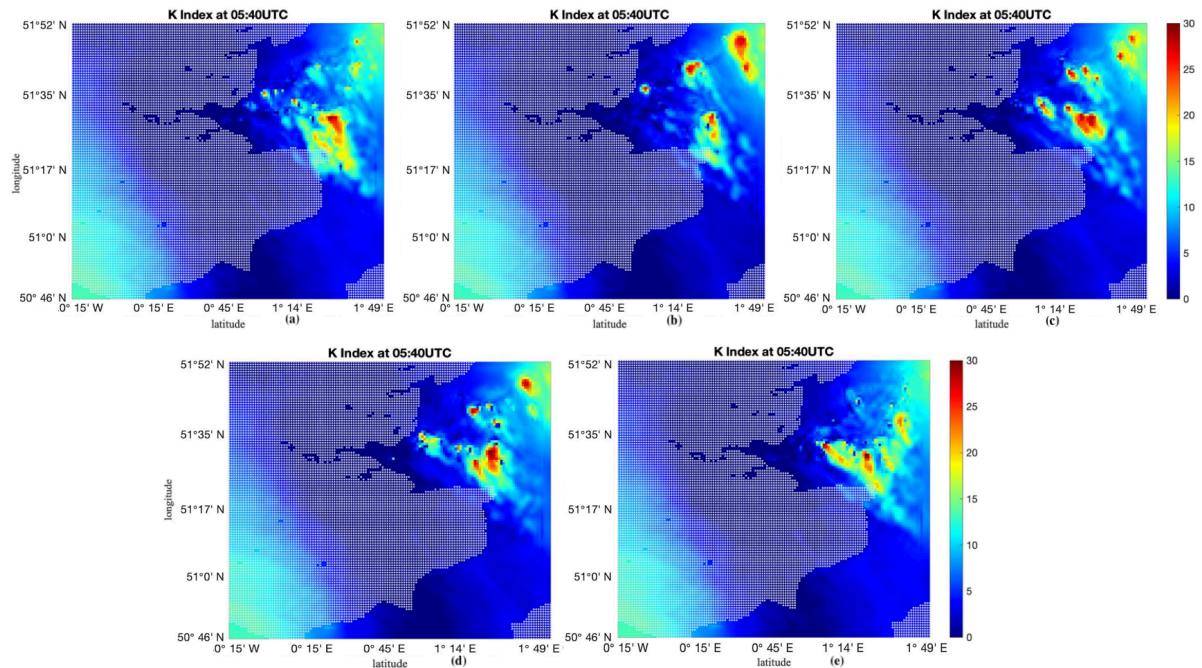 K Index at 05:40UTC
51° 52' N
51° 35' N
longitude
51° 17' N
51° 0' N
50° 46' N
0° 15' W
0° 16' E
0° 45' E
1° 14' E
1° 49' E
latitude
(a)
K Index at 05:40UTC
51° 52' N
51° 35' N
51° 17' N
51° 0' N
50° 46' N
0° 15' W
0° 16' E
0° 45' E
1° 14' E
1° 49' E
latitude
(b)
K Index at 05:40UTC
51° 52' N
51° 35' N
51° 17' N
51° 0' N
50° 46' N
0° 15' W
0° 16' E
0° 45' E
1° 14' E
1° 49' E
latitude
(c)
30
25
20
15
10
5
0
K Index at 05:40UTC
51° 52' N
51° 35' N
longitude
51° 17' N
51° 0' N
50° 46' N
0° 15' W
0° 16' E
0° 45' E
1° 14' E
1° 49' E
latitude
(d)
K Index at 05:40UTC
51° 52' N
51° 35' N
51° 17' N
51° 0' N
50° 46' N
0° 15' W
0° 16' E
0° 45' E
1° 14' E
1° 49' E
latitude
(e)
30
25
20
15
10
5
0